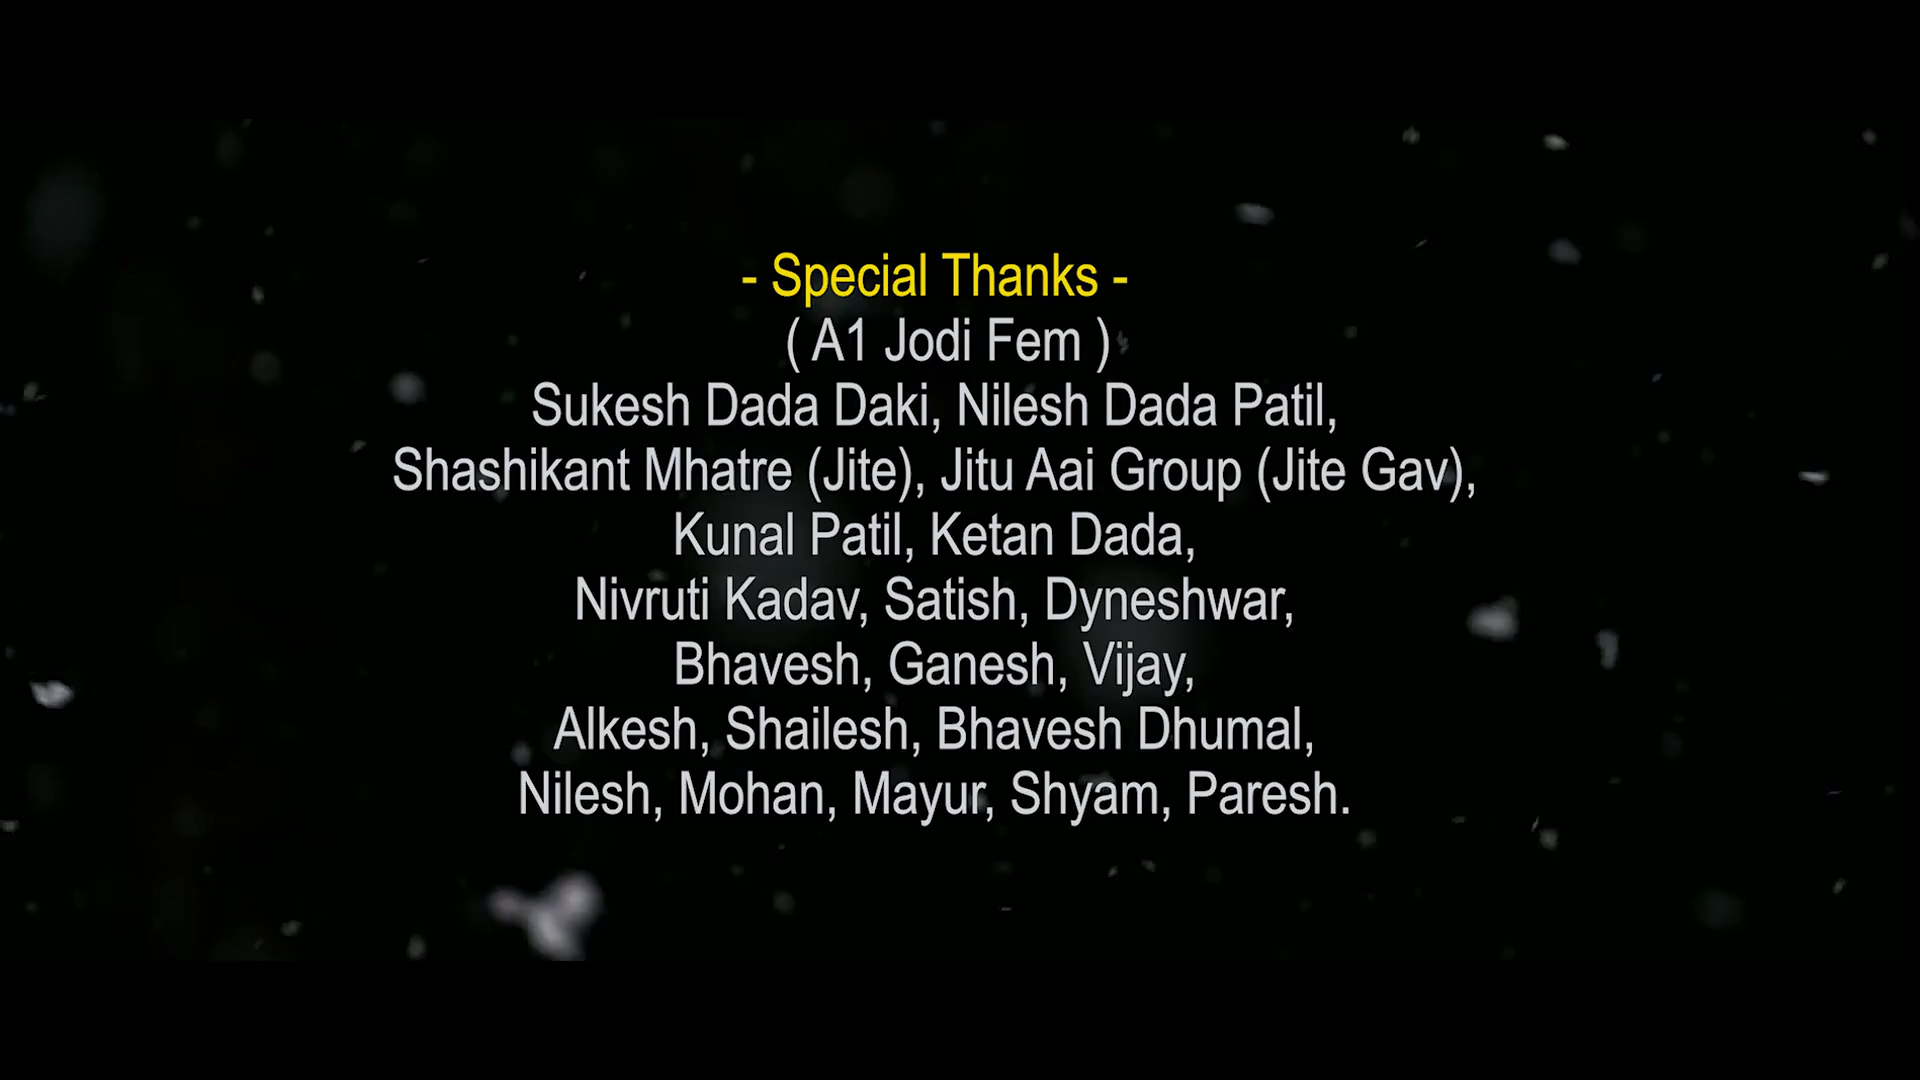 - Special Thanks -
( A1 Jodi Fem )
Sukesh Dada Daki, Nilesh Dada Patil,
Shashikant Mhatre (Jite), Jitu Aai Group (Jite Gav),
Kunal Patil, Ketan Dada,
Nivruti Kadav, Satish, Dyneshwar,
Bhavesh, Ganesh, Vijay,
Alkesh, Shailesh, Bhavesh Dhumal,
Nilesh, Mohan, Mayur, Shyam, Paresh.